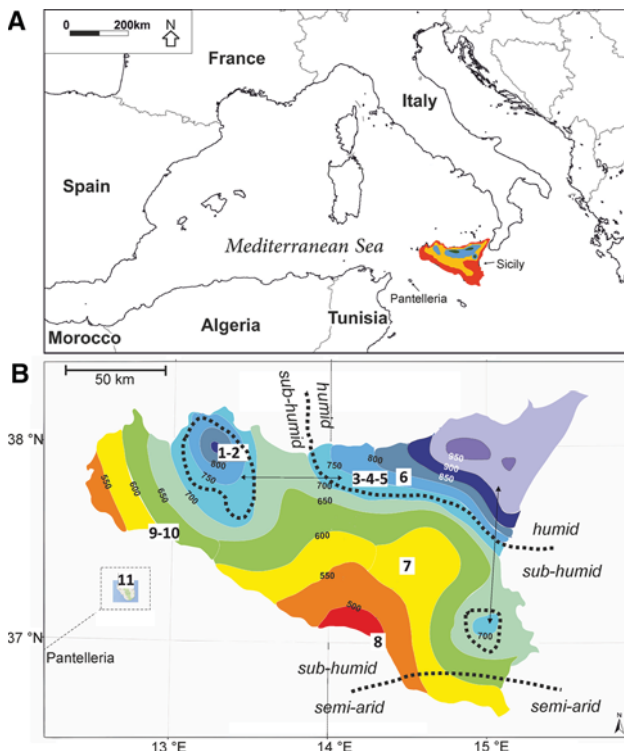 A
0 200km N
France
Italy
Spain
Mediterranean Sea
Sicily
Pantelleria
Morocco
Algeria
Tunisia
B
50 km
sub-humid
humid
38 °N
1-2
800
750
700
650
600
550
750
800
950
900
850
3-4-5
6
700
650
9-10
600
humid
sub-humid
11
7
550
500
8
700
37 °N
Pantelleria
sub-humid
semi-arid
semi-arid
13 °E
14 °E
15 °E
N